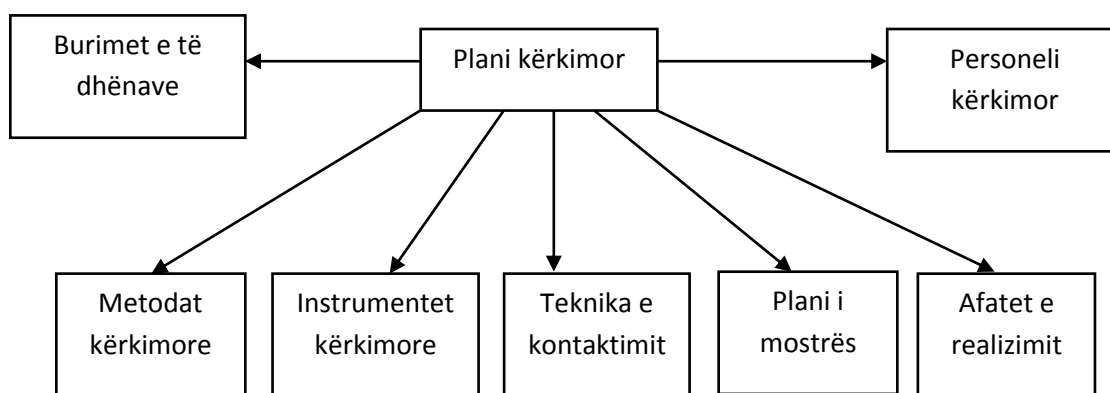 Burimet e të
dhënave
Plani kërkimor
Personeli
kërkimor
Metodat
kërkimore
Instrumentet
kërkimore
Teknika e
kontaktimit
Plani i
mostrës
Afatet e
realizimit